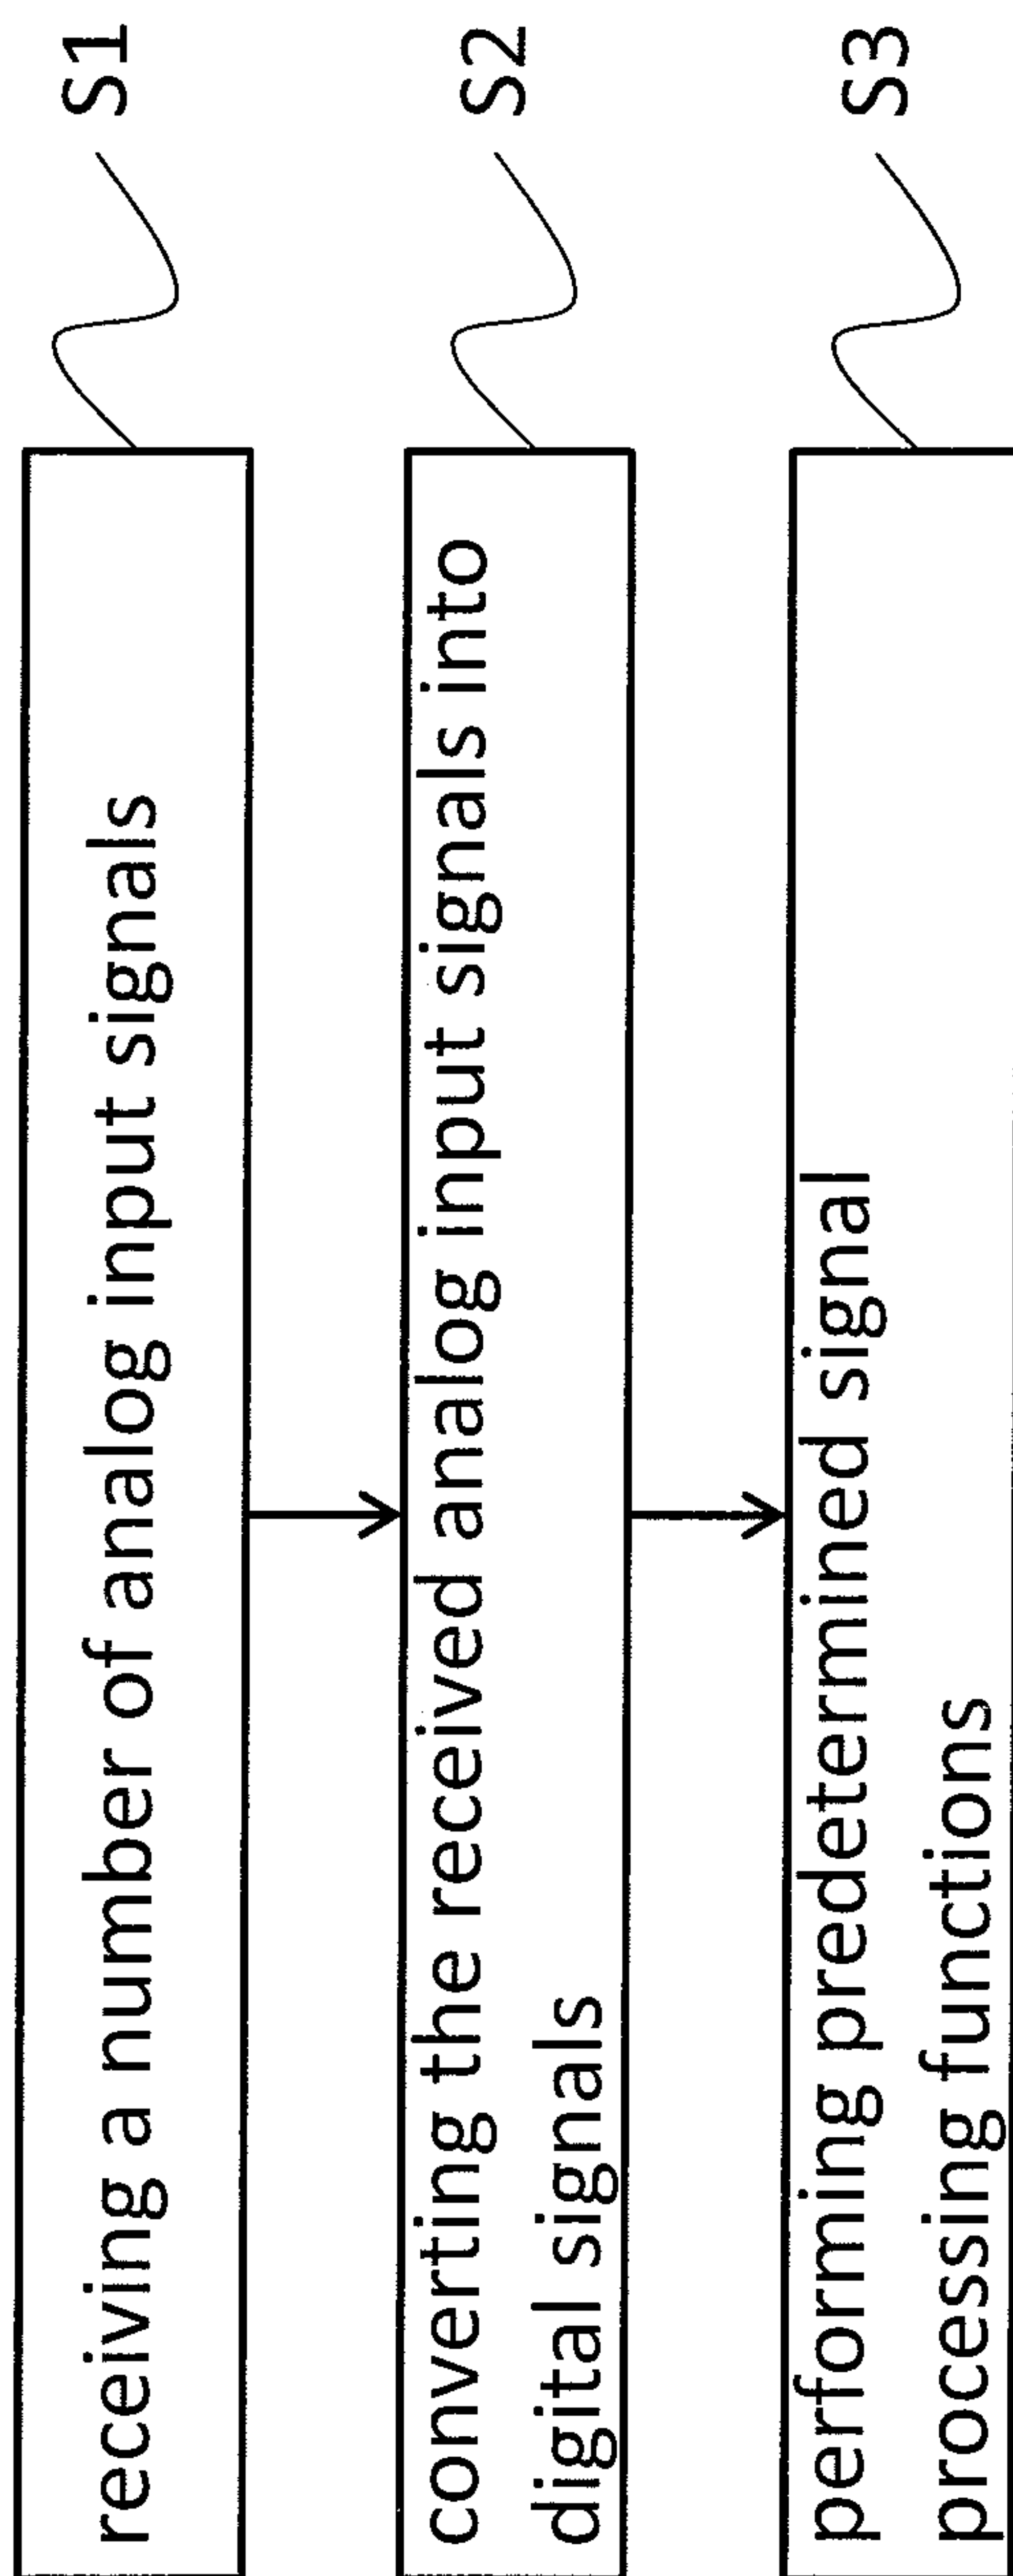 receiving a number of analog input signals
S1
converting the received analog input signals into
digital signals
S2
performing predetermined signal
processing functions
S3